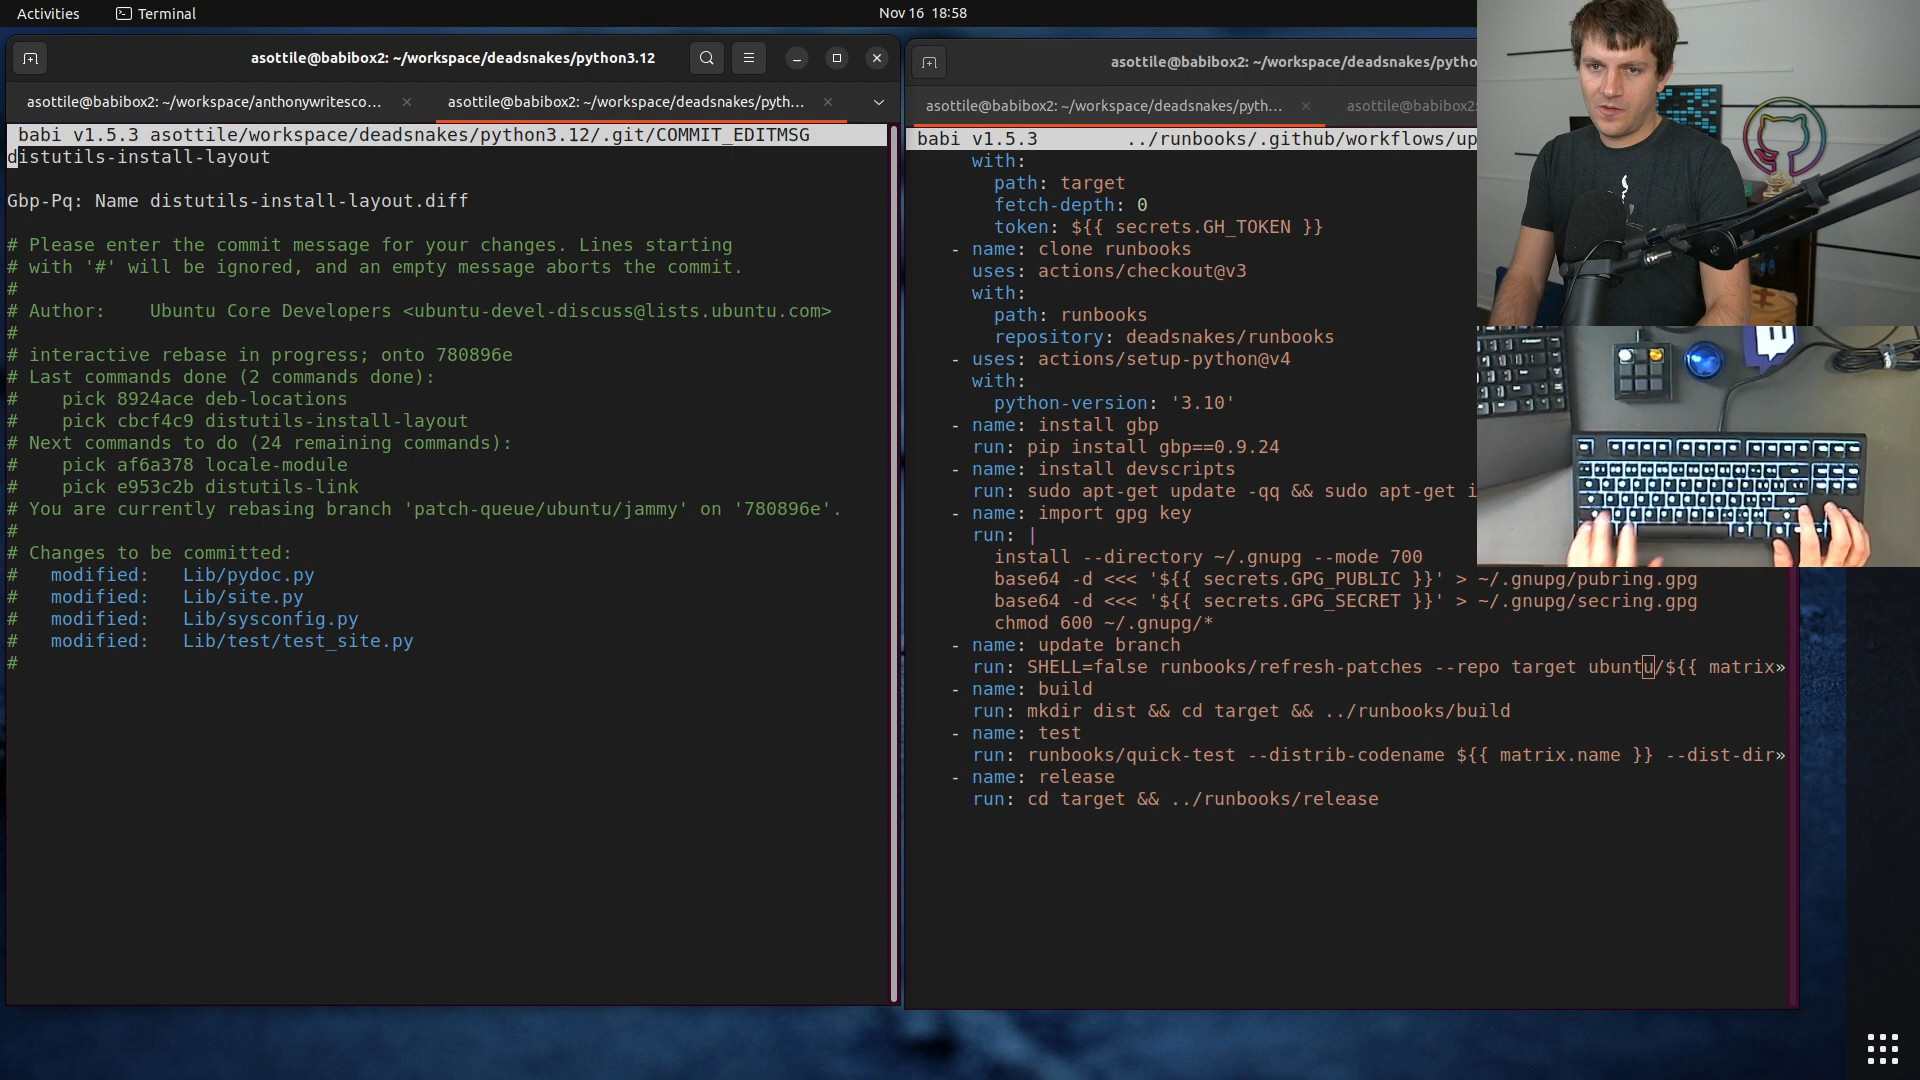 Activities
Terminal
Nov 16 18:58
asottile@babibox2: ~/workspace/deadsnakes/python3.12
asottile@babibox2: ~/workspace/anthonywritesco...
asottile@babibox2: ~/workspace/deadsnakes/pyth...
babi v1.5.3 asottile/workspace/deadsnakes/python3.12/.git/COMMIT_EDITMSG
distutils-install-layout
Gbp-Pq: Name distutils-install-layout.diff
# Please enter the commit message for your changes. Lines starting
# with '#' will be ignored, and an empty message aborts the commit.
#
# Author:    Ubuntu Core Developers <ubuntu-devel-discuss@lists.ubuntu.com>
#
# interactive rebase in progress; onto 780896e
# Last commands done (2 commands done):
#    pick 8924ace deb-locations
#    pick cbcf4c9 distutils-install-layout
# Next commands to do (24 remaining commands):
#    pick af6a378 locale-module
#    pick e953c2b distutils-link
# You are currently rebasing branch 'patch-queue/ubuntu/jammy' on '780896e'.
#
# Changes to be committed:
#   modified:   Lib/pydoc.py
#   modified:   Lib/site.py
#   modified:   Lib/sysconfig.py
#   modified:   Lib/test/test_site.py
#
asottile@babibox2: ~/workspace/deadsnakes/pytho
asottile@babibox2: ~/workspace/deadsnakes/pyth...
asottile@babibox2:
babi v1.5.3        ../runbooks/.github/workflows/up
with:
path: target
fetch-depth: 0
token: ${{ secrets.GH_TOKEN }}
- name: clone runbooks
uses: actions/checkout@v3
with:
path: runbooks
repository: deadsnakes/runbooks
- uses: actions/setup-python@v4
with:
python-version: '3.10'
- name: install gbp
run: pip install gbp==0.9.24
- name: install devscripts
run: sudo apt-get update -qq && sudo apt-get i
- name: import gpg key
run: |
install --directory ~/.gnupg --mode 700
base64 -d <<< '${{ secrets.GPG_PUBLIC }}' > ~/.gnupg/pubring.gpg
base64 -d <<< '${{ secrets.GPG_SECRET }}' > ~/.gnupg/secring.gpg
chmod 600 ~/.gnupg/*
- name: update branch
run: SHELL=false runbooks/refresh-patches --repo target ubuntu/${{ matrix»
- name: build
run: mkdir dist && cd target && ../runbooks/build
- name: test
run: runbooks/quick-test --distrib-codename ${{ matrix.name }} --dist-dir»
- name: release
run: cd target && ../runbooks/release